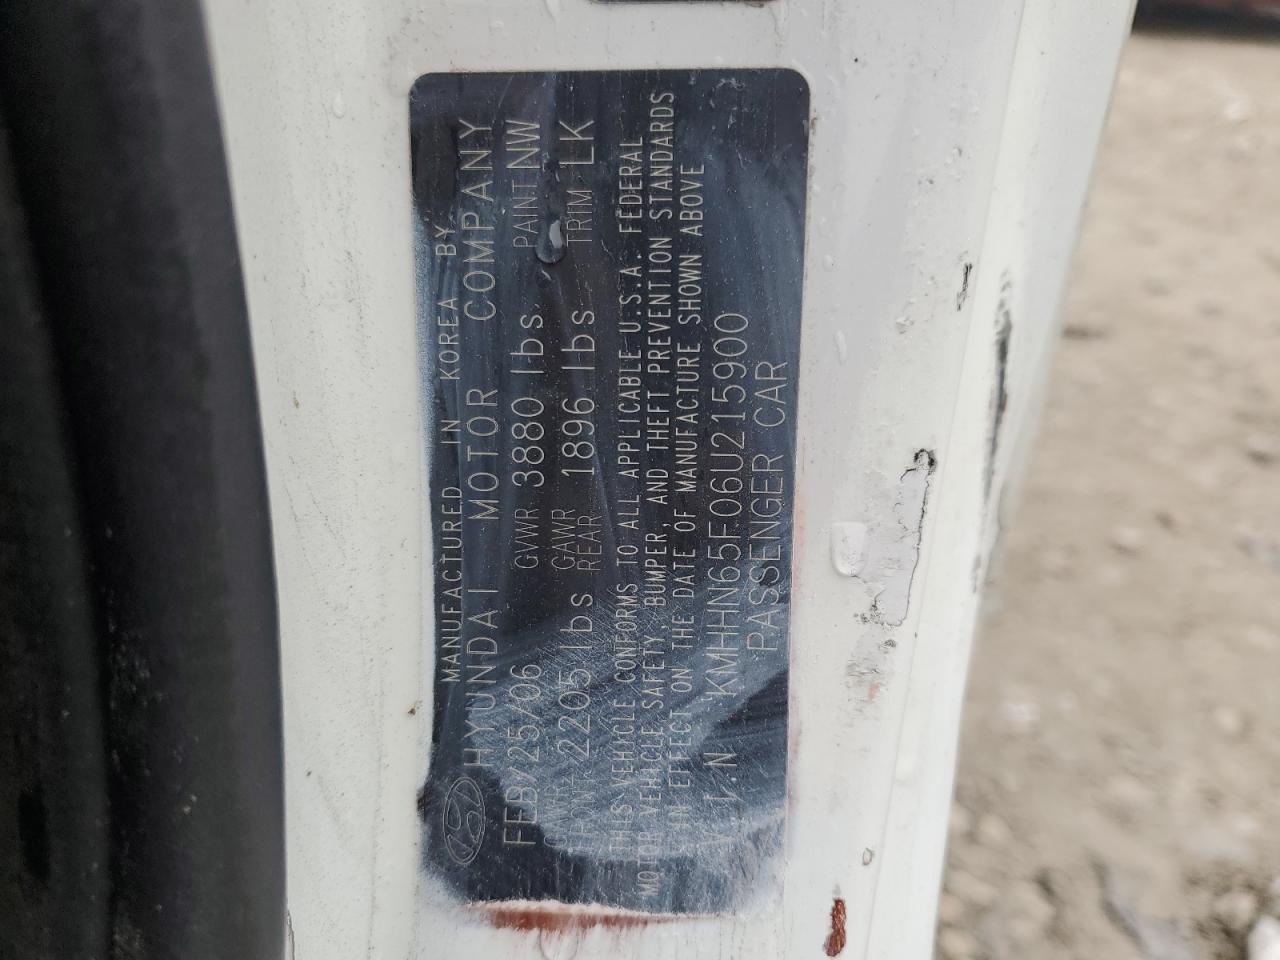 MANUFACTURED IN KOREA BY
HYUNDAI MOTOR COMPANY
FEB/25/06 GVWR 3880 lbs PAINT NW
GAWR FRONT 2205 lbs GAWR REAR 1896 lbs TRIM LK
THIS VEHICLE CONFORMS TO ALL APPLICABLE U.S.A. FEDERAL
MOTOR VEHICLE SAFETY, BUMPER, AND THEFT PREVENTION STANDARDS
IN EFFECT ON THE DATE OF MANUFACTURE SHOWN ABOVE
V.I.N KMHHN65F06U215900
PASSENGER CAR